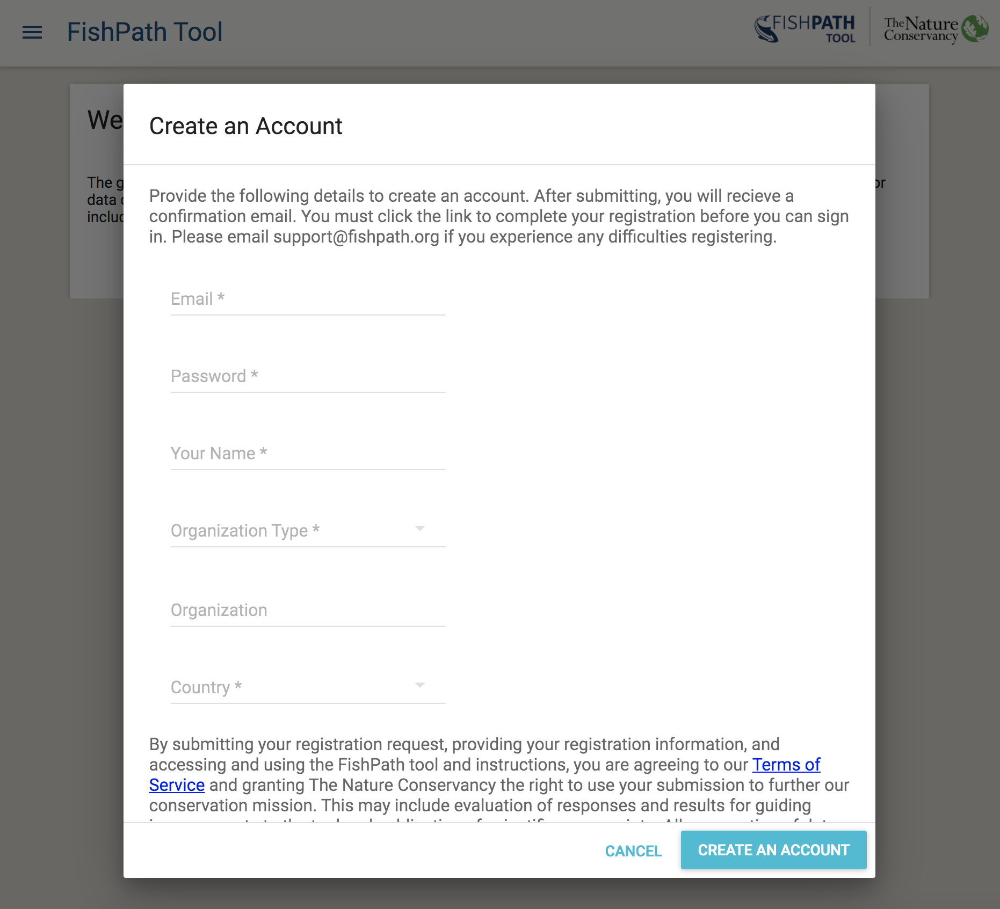 FishPath Tool
FISHPATH
TOOL
The Nature
Conservancy
We
The g
or
data
includ
Create an Account
Provide the following details to create an account. After submitting, you will recieve a
confirmation email. You must click the link to complete your registration before you can sign
in. Please email support@fishpath.org if you experience any difficulties registering.
Email *
Password *
Your Name *
Organization Type *
Organization
Country *
By submitting your registration request, providing your registration information, and
accessing and using the FishPath tool and instructions, you are agreeing to our Terms of
Service and granting The Nature Conservancy the right to use your submission to further our
conservation mission. This may include evaluation of responses and results for guiding
CANCEL
CREATE AN ACCOUNT